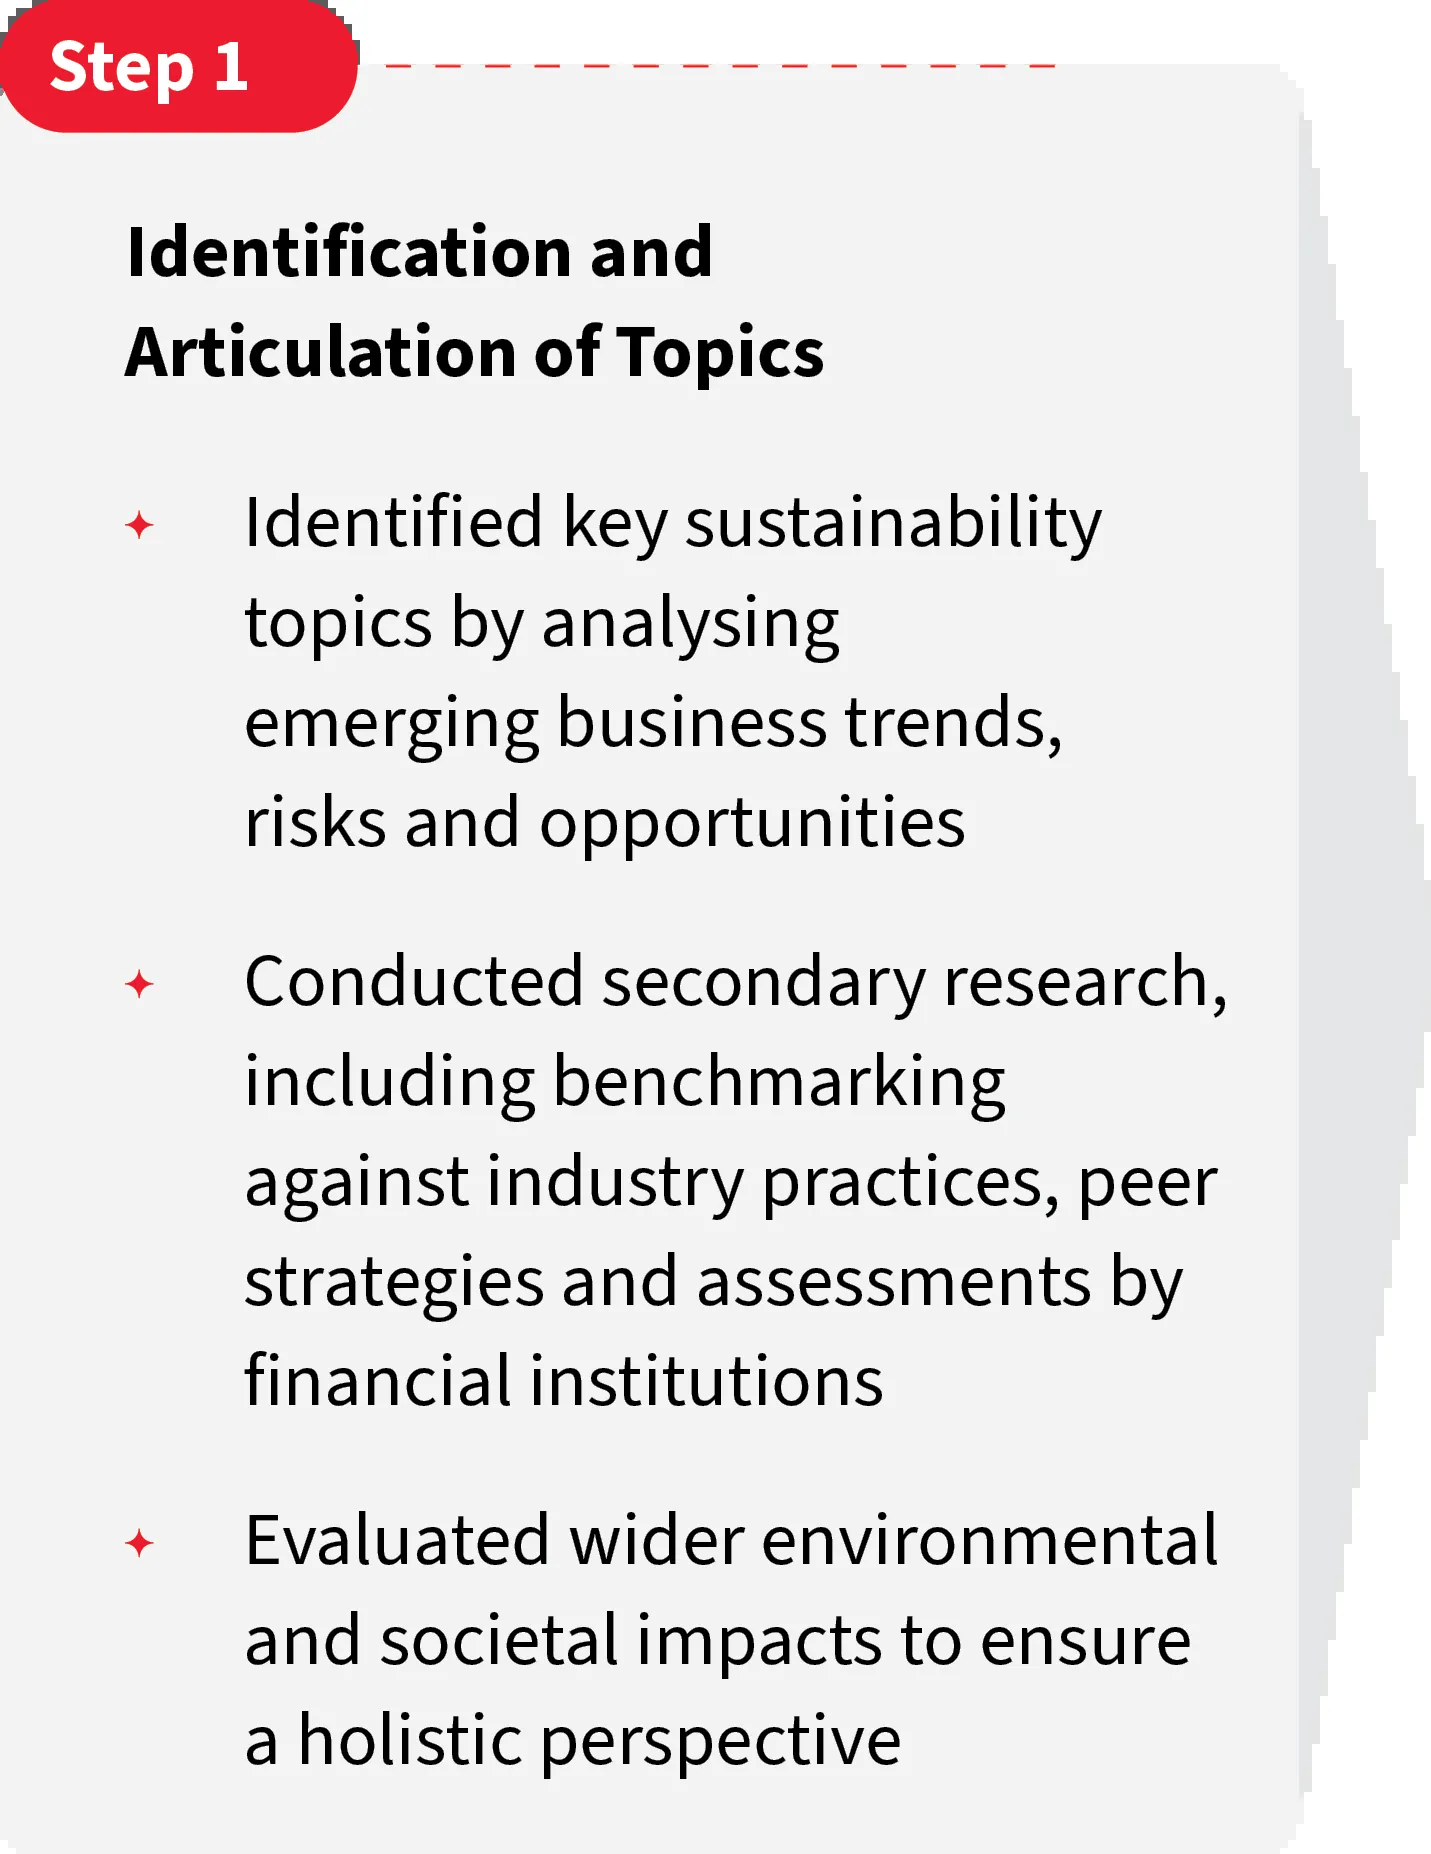 Step 1
Identification and
Articulation of Topics
Identified key sustainability
topics by analysing
emerging business trends,
risks and opportunities
Conducted secondary research,
including benchmarking
against industry practices, peer
strategies and assessments by
financial institutions
Evaluated wider environmental
and societal impacts to ensure
a holistic perspective